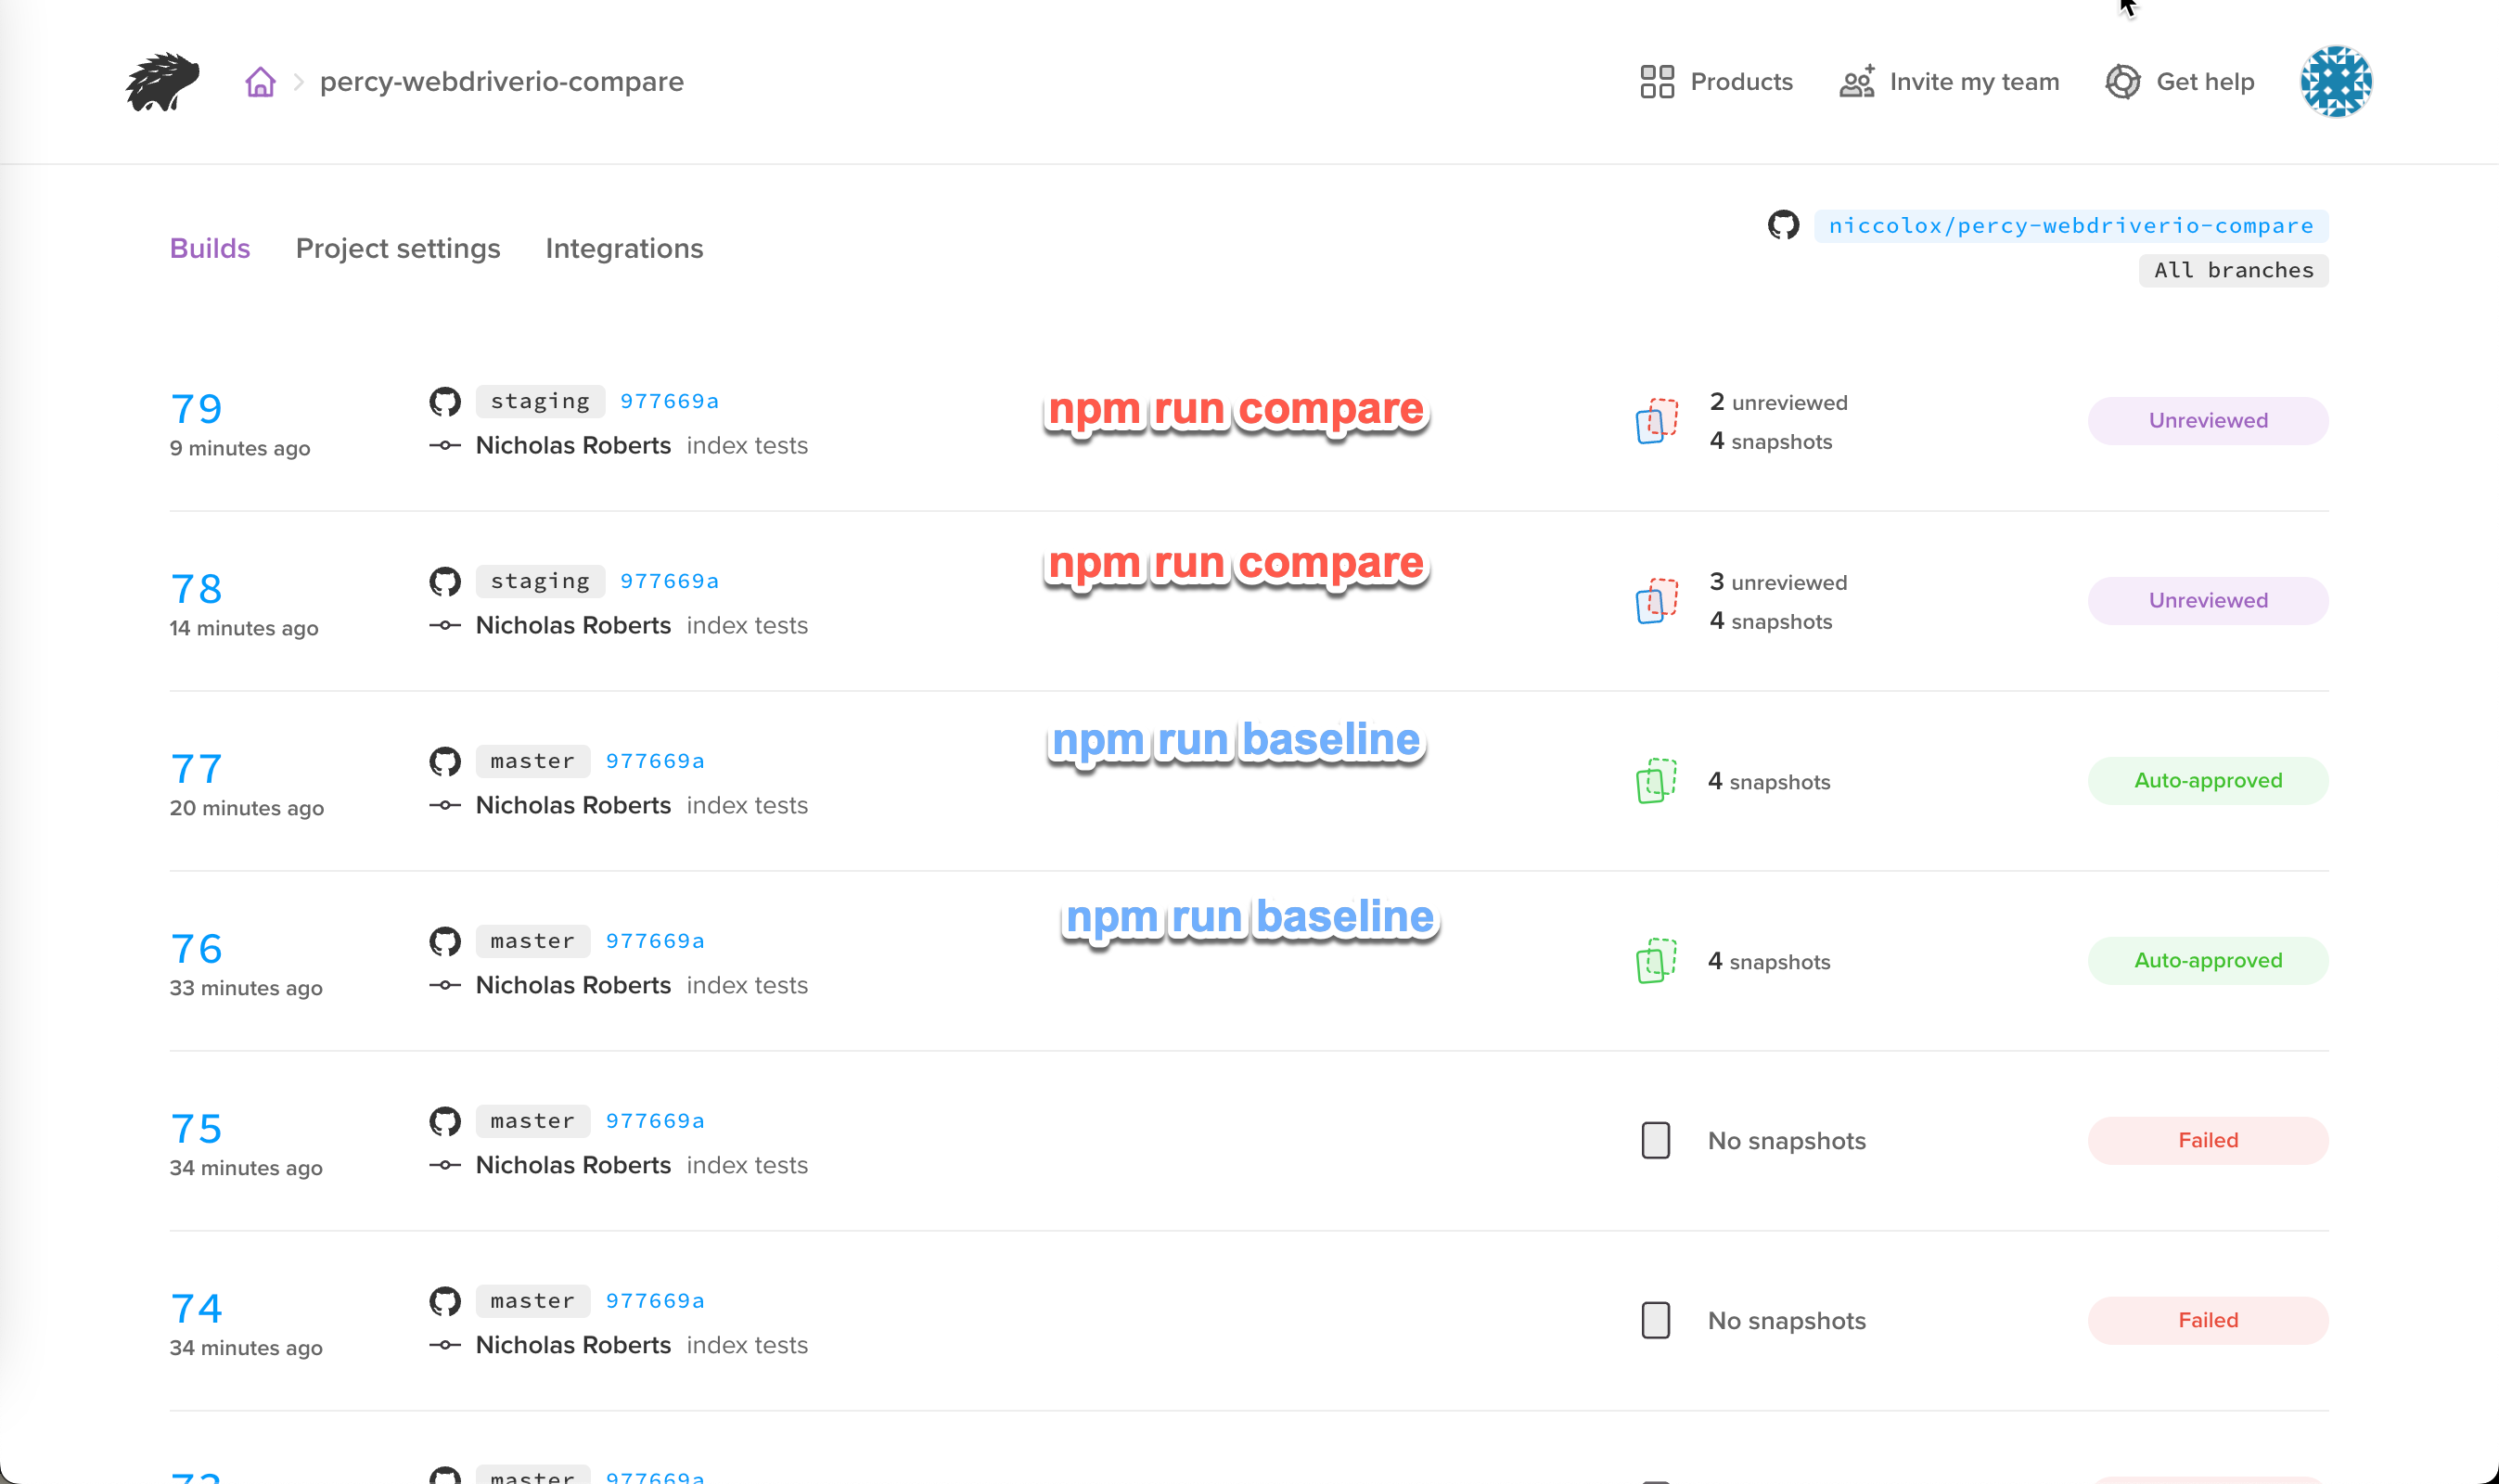 percy-webdriverio-compare
Products
Invite my team
Get help
Builds
Project settings
Integrations
niccolox/percy-webdriverio-compare
All branches
79
staging 977669a
npm run compare
2 unreviewed
4 snapshots
Unreviewed
9 minutes ago
Nicholas Roberts index tests
78
staging 977669a
npm run compare
3 unreviewed
4 snapshots
Unreviewed
14 minutes ago
Nicholas Roberts index tests
77
master 977669a
npm run baseline
4 snapshots
Auto-approved
20 minutes ago
Nicholas Roberts index tests
76
master 977669a
npm run baseline
4 snapshots
Auto-approved
33 minutes ago
Nicholas Roberts index tests
75
master 977669a
No snapshots
Failed
34 minutes ago
Nicholas Roberts index tests
74
master 977669a
No snapshots
Failed
34 minutes ago
Nicholas Roberts index tests
73
master 977669a